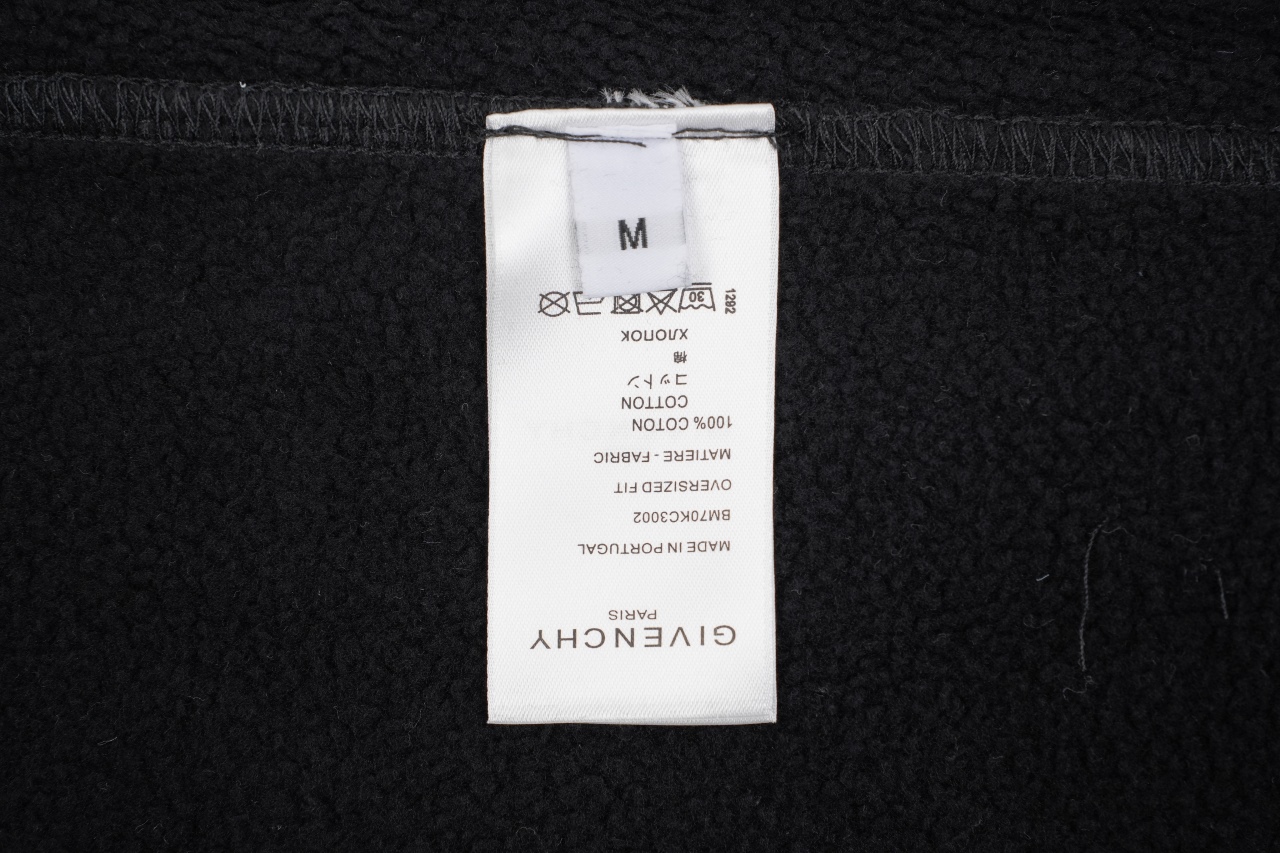 M
GIVENCHY
PARIS
MADE IN PORTUGAL
BM70KC3002
OVERSIZED FIT
MATIERE - FABRIC
100% COTON
COTTON
コットン
棉
ХЛОПОК
30
1292